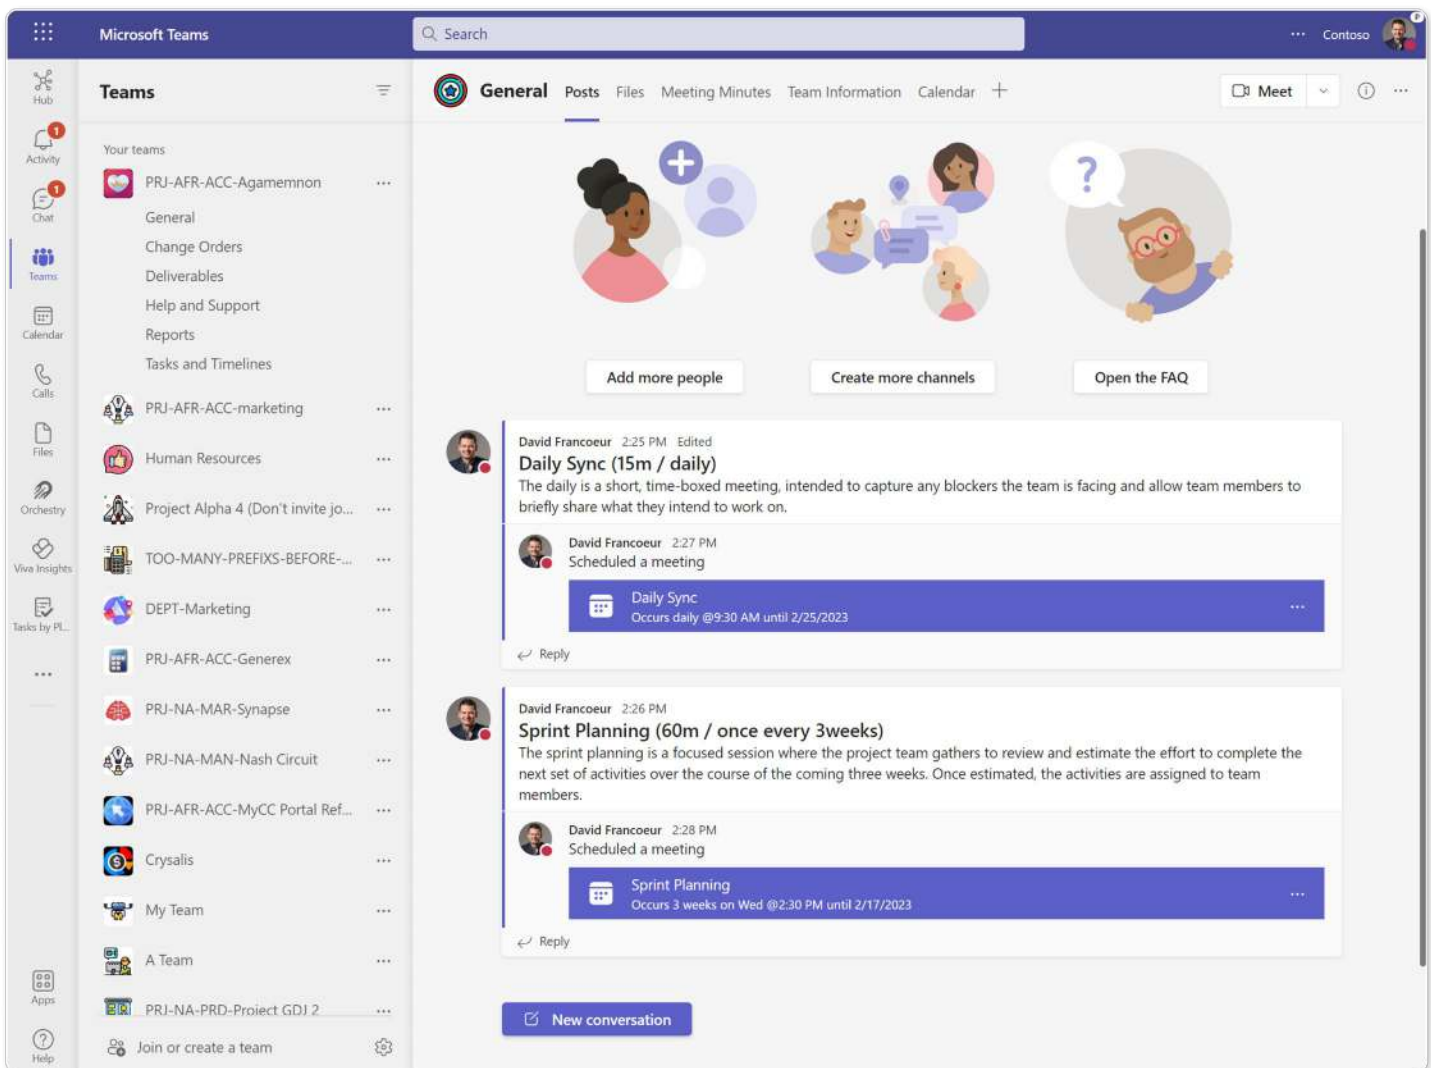 Microsoft Teams
Search
Contoso
P
Hub
1
Activity
1
Chat
Teams
Calendar
Calls
Files
Orchestry
Viva Insights
Tasks by Pl...
Apps
Help
Teams
Your teams
PRJ-AFR-ACC-Agamemnon
General
Change Orders
Deliverables
Help and Support
Reports
Tasks and Timelines
PRJ-AFR-ACC-marketing
Human Resources
Project Alpha 4 (Don't invite jo...
TOO-MANY-PREFIXS-BEFORE-...
DEPT-Marketing
PRJ-AFR-ACC-Generex
PRJ-NA-MAR-Synapse
PRJ-NA-MAN-Nash Circuit
PRJ-AFR-ACC-MyCC Portal Ref...
Crysalis
My Team
A Team
PRJ-NA-PRD-Project GDJ 2
Join or create a team
General Posts Files Meeting Minutes Team Information Calendar
Meet
?
Add more people
Create more channels
Open the FAQ
David Francoeur 2:25 PM Edited
Daily Sync (15m / daily)
The daily is a short, time-boxed meeting, intended to capture any blockers the team is facing and allow team members to
briefly share what they intend to work on.
David Francoeur 2:27 PM
Scheduled a meeting
Daily Sync
Occurs daily @9:30 AM until 2/25/2023
Reply
David Francoeur 2:26 PM
Sprint Planning (60m / once every 3weeks)
The sprint planning is a focused session where the project team gathers to review and estimate the effort to complete the
next set of activities over the course of the coming three weeks. Once estimated, the activities are assigned to team
members.
David Francoeur 2:28 PM
Scheduled a meeting
Sprint Planning
Occurs 3 weeks on Wed @2:30 PM until 2/17/2023
Reply
New conversation